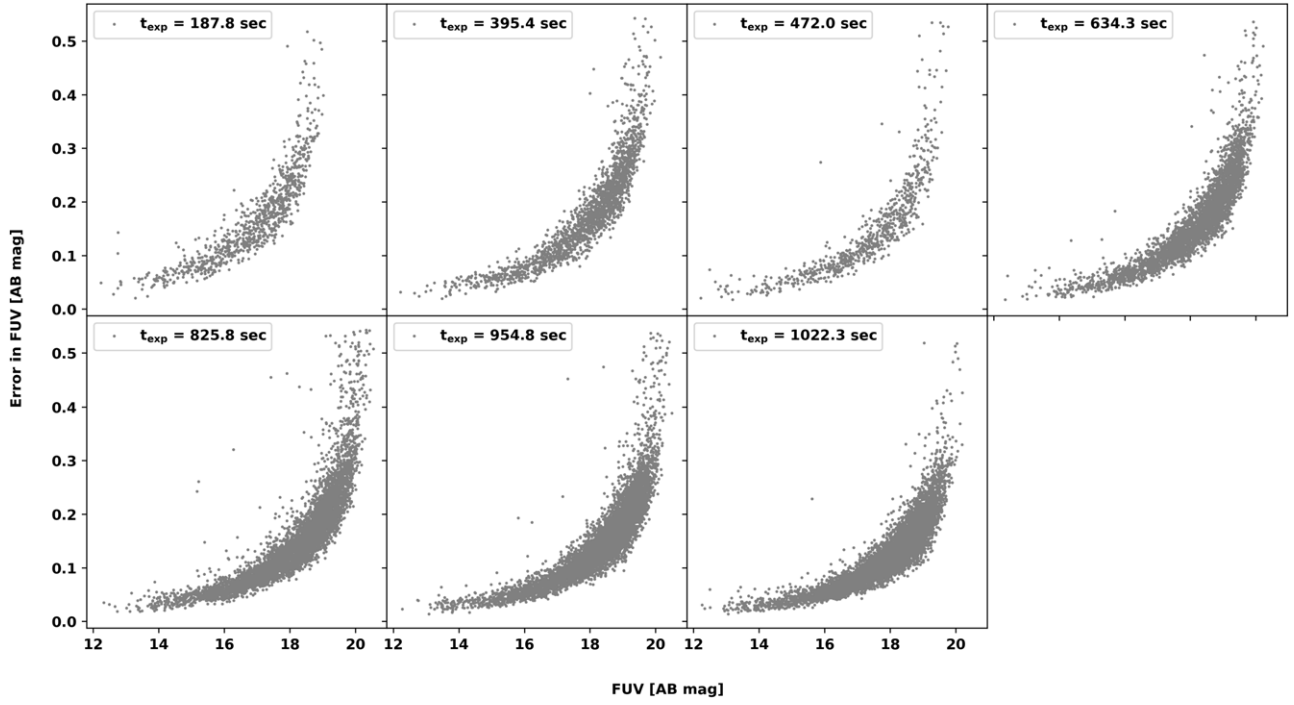 t_exp = 187.8 sec
t_exp = 395.4 sec
t_exp = 472.0 sec
t_exp = 634.3 sec
0.5
0.4
0.3
0.2
0.1
0.0
t_exp = 825.8 sec
t_exp = 954.8 sec
t_exp = 1022.3 sec
0.5
0.4
0.3
0.2
0.1
0.0
12 14 16 18 20 12 14 16 18 20 12 14 16 18 20
Error in FUV [AB mag]
FUV [AB mag]